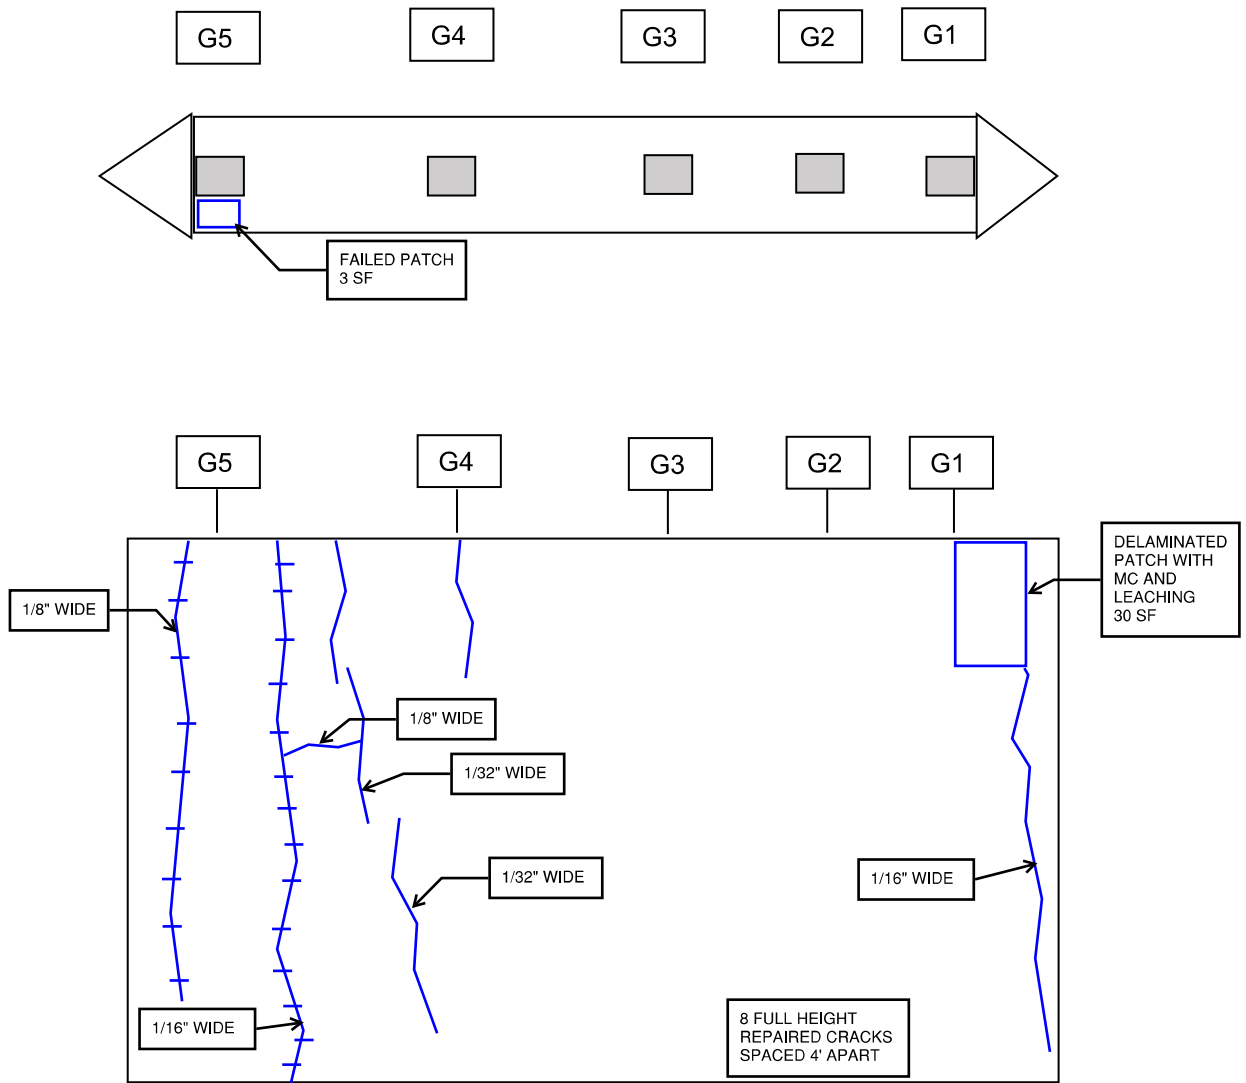 G5
G4
G3
G2
G1
FAILED PATCH
3 SF
G5
G4
G3
G2
G1
DELAMINATED
PATCH WITH
MC AND
LEACHING
30 SF
1/8" WIDE
1/8" WIDE
1/32" WIDE
1/32" WIDE
1/16" WIDE
1/16" WIDE
8 FULL HEIGHT
REPAIRED CRACKS
SPACED 4' APART